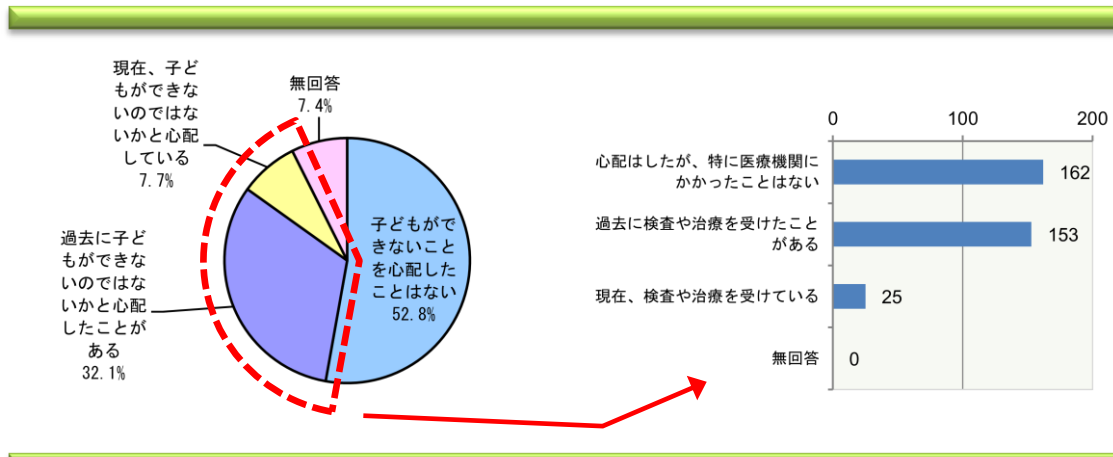 現在、子ど
もができな
いのではな
いかと心配
している
7.7%
無回答
7.4%
過去に子ど
もができな
いのではな
いかと心配
したことが
ある
32.1%
子どもがで
きないこと
を心配した
ことはない
52.8%
0
100
200
心配はしたが、特に医療機関に
かかったことはない
162
過去に検査や治療を受けたこと
がある
153
現在、検査や治療を受けている
25
無回答
0